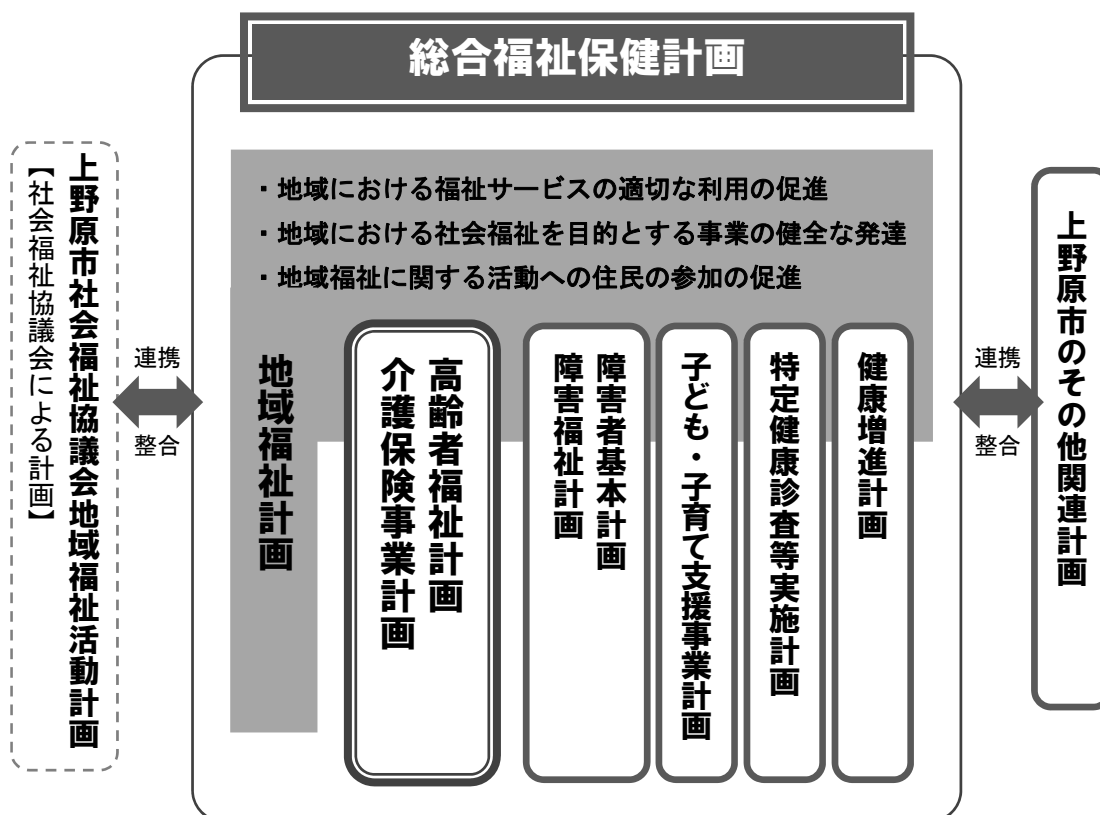 総合福祉保健計画
・地域における福祉サービスの適切な利用の促進
・地域における社会福祉を目的とする事業の健全な発達
・地域福祉に関する活動への住民の参加の促進
上野原市社会福祉協議会地域福祉活動計画
【社会福祉協議会による計画】
連携
整合
地域福祉計画
高齢者福祉計画
介護保険事業計画
障害者基本計画
障害福祉計画
子ども・子育て支援事業計画
特定健康診査等実施計画
健康増進計画
連携
整合
上野原市のその他関連計画